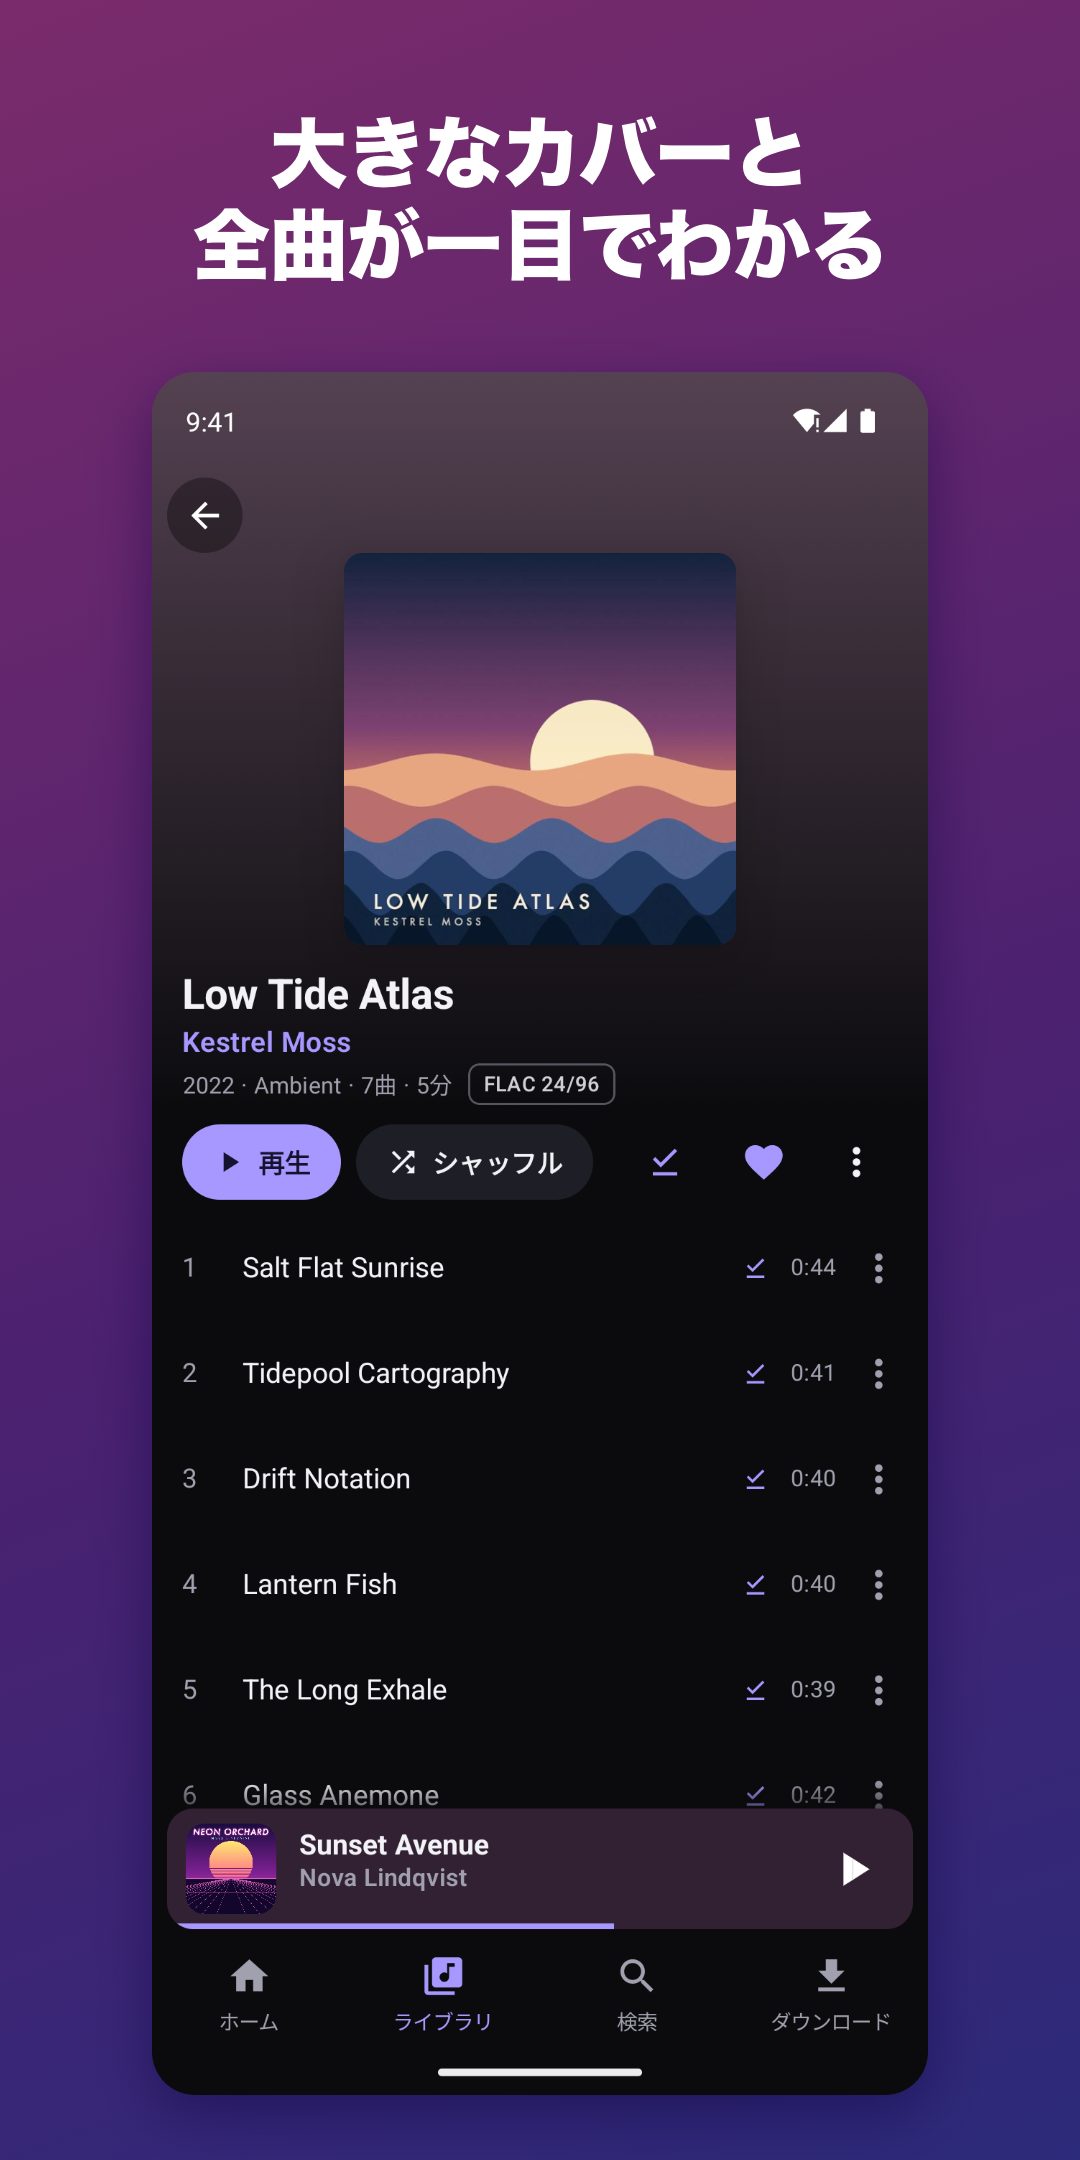 大きなカバーと
全曲が一目でわかる
9:41
LOW TIDE ATLAS
KESTREL MOSS
Low Tide Atlas
Kestrel Moss
2022 · Ambient · 7曲 · 5分 FLAC 24/96
再生 シャッフル
1 Salt Flat Sunrise 0:44
2 Tidepool Cartography 0:41
3 Drift Notation 0:40
4 Lantern Fish 0:40
5 The Long Exhale 0:39
6 Glass Anemone 0:42
NEON ORCHARD
Sunset Avenue
Nova Lindqvist
ホーム ライブラリ 検索 ダウンロード